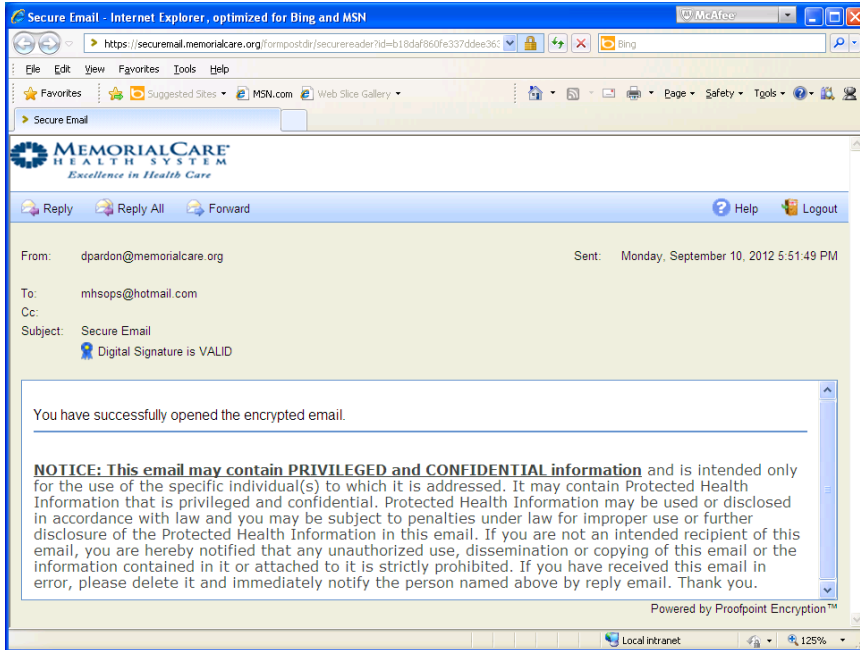 Secure Email - Internet Explorer, optimized for Bing and MSN
McAfee
https://securemail.memorialcare.org/formpostdir/securereader?id=b18daf860fe337ddee363
Bing
File Edit View Favorites Tools Help
Favorites Suggested Sites MSN.com Web Slice Gallery Page Safety Tools
Secure Email
MEMORIALCARE
HEALTH SYSTEM
Excellence in Health Care
Reply Reply All Forward Help Logout
From: dpardon@memorialcare.org Sent: Monday, September 10, 2012 5:51:49 PM
To: mhsops@hotmail.com
Cc:
Subject: Secure Email
Digital Signature is VALID
You have successfully opened the encrypted email.
NOTICE: This email may contain PRIVILEGED and CONFIDENTIAL information and is intended only
for the use of the specific individual(s) to which it is addressed. It may contain Protected Health
Information that is privileged and confidential. Protected Health Information may be used or disclosed
in accordance with law and you may be subject to penalties under law for improper use or further
disclosure of the Protected Health Information in this email. If you are not an intended recipient of this
email, you are hereby notified that any unauthorized use, dissemination or copying of this email or the
information contained in it or attached to it is strictly prohibited. If you have received this email in
error, please delete it and immediately notify the person named above by reply email. Thank you.
Powered by Proofpoint Encryption™
Local intranet 125%